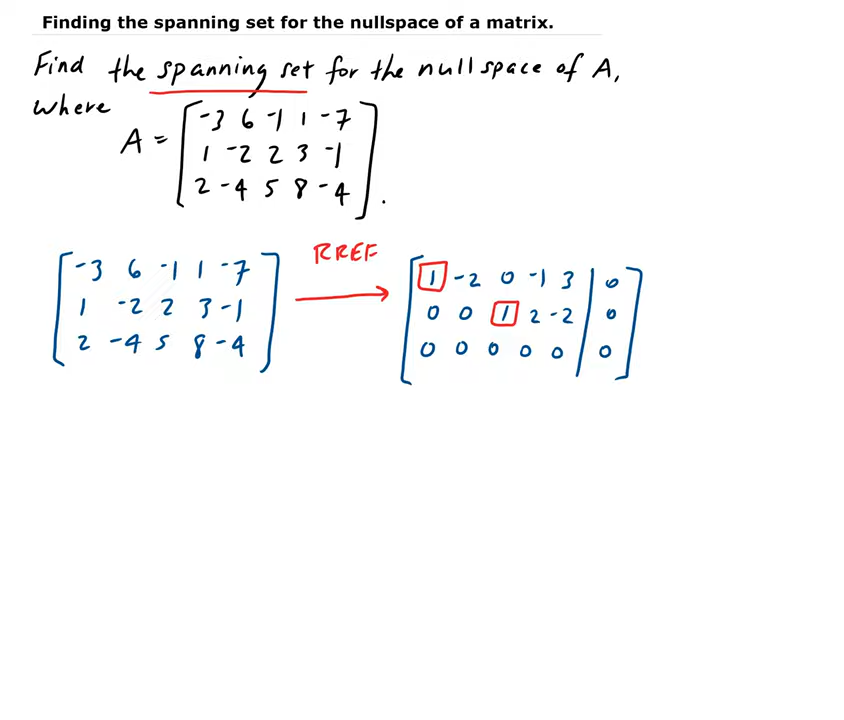 Finding the spanning set for the nullspace of a matrix.
Find the spanning set for the nullspace of A,
where
A = [ -3 6 -1 1 -7
1 -2 2 3 -1
2 -4 5 8 -4 ].
[ -3 6 -1 1 -7
1 -2 2 3 -1
2 -4 5 8 -4 ]
RREF
[ 1 -2 0 -1 3 | 0
0 0 1 2 -2 | 0
0 0 0 0 0 | 0 ]